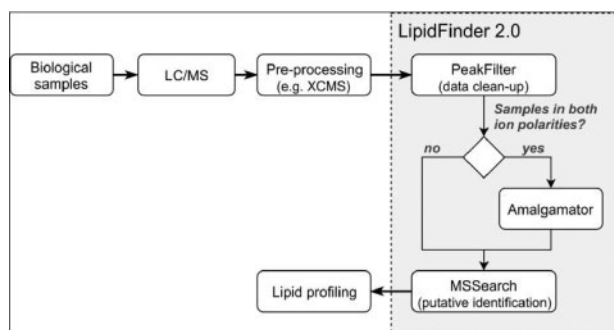 LipidFinder 2.0
Biological
samples
LC/MS
Pre-processing
(e.g. XCMS)
PeakFilter
(data clean-up)
Samples in both
ion polarities?
no
yes
Amalgamator
MSSearch
(putative identification)
Lipid profiling